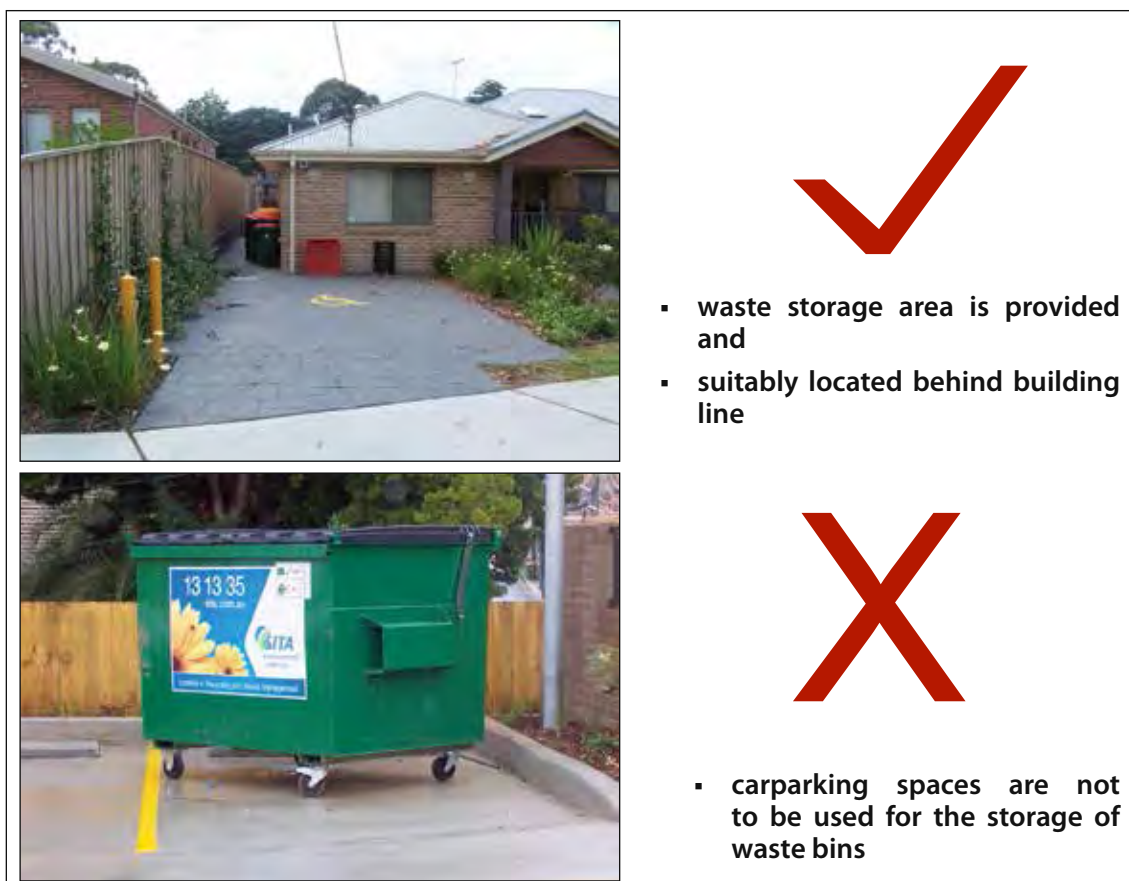 ▪ waste storage area is provided
and
▪ suitably located behind building
line
13 13 35
SITA
▪ carparking spaces are not
to be used for the storage of
waste bins